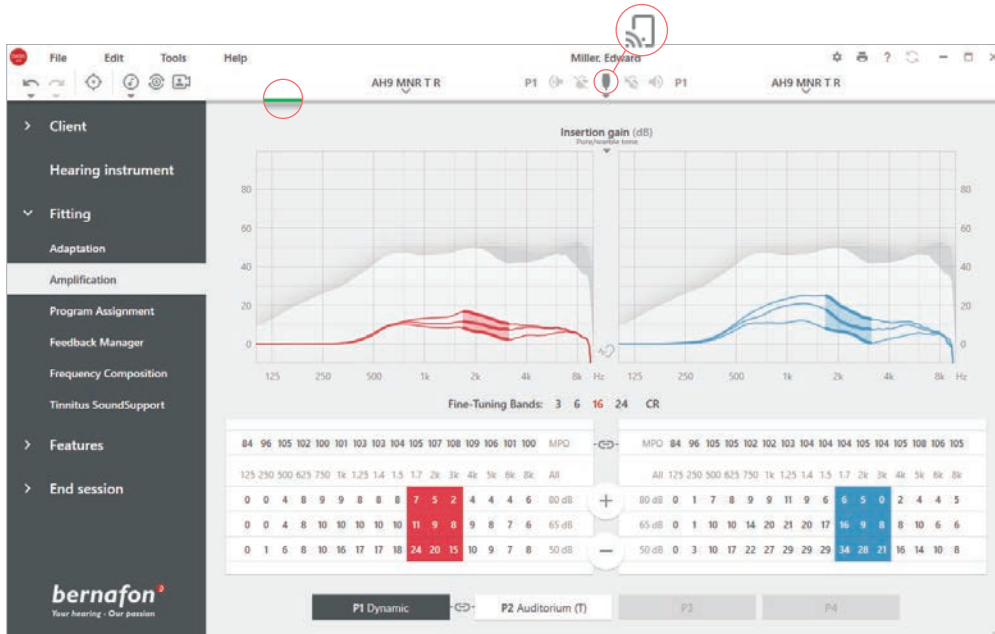 File Edit Tools Help Miller, Edward ?
AH9 MNR T R P1 P1 AH9 MNR T R
Client
Hearing instrument
Fitting
Adaptation
Amplification
Program Assignment
Feedback Manager
Frequency Composition
Tinnitus SoundSupport
Features
End session
bernafon
Your hearing · Our passion
Insertion gain (dB)
Pure/warble tone
80 80
60 60
40 40
20 20
0 0
125 250 500 1k 2k 4k 8k Hz 125 250 500 1k 2k 4k 8k Hz
Fine-Tuning Bands: 3 6 16 24 CR
84 96 105 102 100 101 103 103 104 105 107 108 109 106 101 100 MPO MPO 84 96 105 105 102 102 103 104 104 104 105 104 105 108 106 105
125 250 500 625 750 1k 1.25 1.4 1.5 1.7 2k 3k 4k 5k 6k 8k All All 125 250 500 625 750 1k 1.25 1.4 1.5 1.7 2k 3k 4k 5k 6k 8k
0 0 4 8 9 9 8 8 8 7 5 2 4 4 4 6 80 dB + 80 dB 0 1 7 8 9 9 11 9 6 6 5 0 2 4 4 5
0 0 4 8 10 10 10 10 10 11 9 8 9 8 7 6 65 dB 65 dB 0 1 10 10 14 20 21 20 17 16 9 8 8 10 6 6
0 1 6 8 10 16 17 17 18 24 20 15 10 9 7 8 50 dB − 50 dB 0 3 10 17 22 27 29 29 29 34 28 21 16 14 10 8
P1 Dynamic P2 Auditorium (T) P3 P4